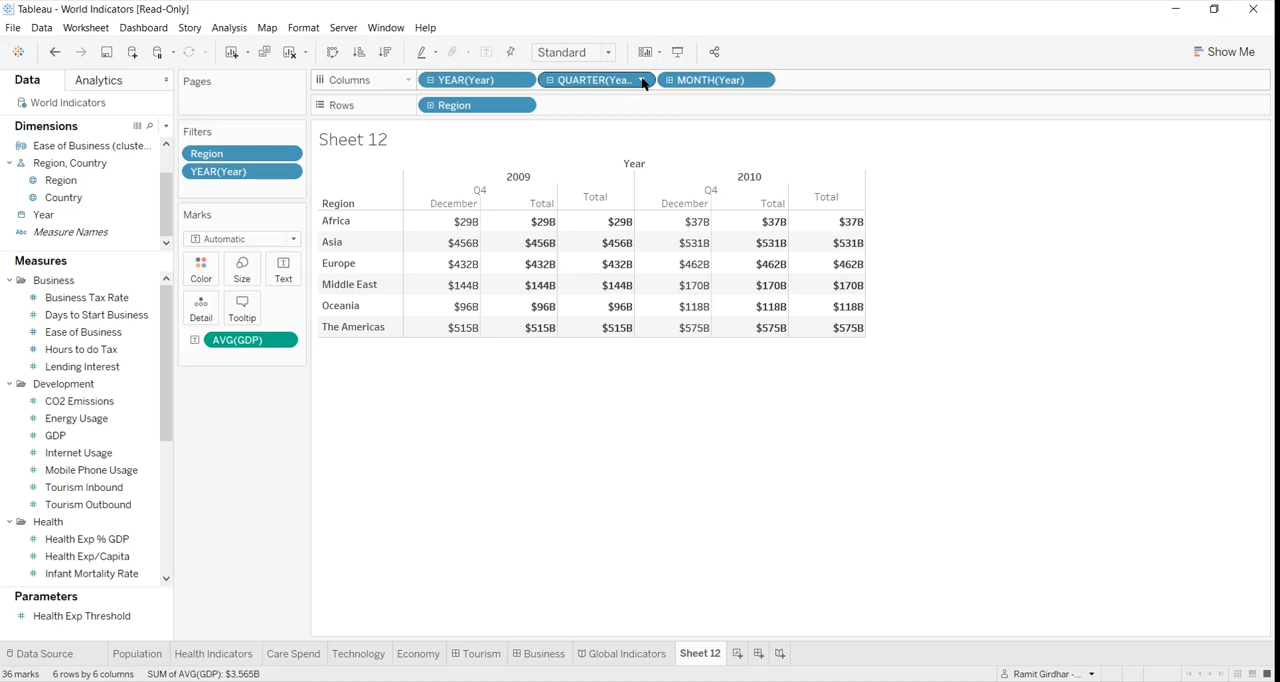 Tableau - World Indicators [Read-Only]
File Data Worksheet Dashboard Story Analysis Map Format Server Window Help
Standard
Show Me
Data Analytics
World Indicators
Dimensions
Ease of Business (cluste...
Region, Country
Region
Country
Year
Abc Measure Names
Measures
Business
Business Tax Rate
Days to Start Business
Ease of Business
Hours to do Tax
Lending Interest
Development
CO2 Emissions
Energy Usage
GDP
Internet Usage
Mobile Phone Usage
Tourism Inbound
Tourism Outbound
Health
Health Exp % GDP
Health Exp/Capita
Infant Mortality Rate
Parameters
Health Exp Threshold
Pages
Filters
Region
YEAR(Year)
Marks
Automatic
Color Size Text
Detail Tooltip
AVG(GDP)
Columns YEAR(Year) QUARTER(Yea.. MONTH(Year)
Rows Region
Sheet 12
Year
2009 2010
Q4 Total Q4 Total
Region December Total December Total
Africa $29B $29B $29B $37B $37B $37B
Asia $456B $456B $456B $531B $531B $531B
Europe $432B $432B $432B $462B $462B $462B
Middle East $144B $144B $144B $170B $170B $170B
Oceania $96B $96B $96B $118B $118B $118B
The Americas $515B $515B $515B $575B $575B $575B
Data Source Population Health Indicators Care Spend Technology Economy Tourism Business Global Indicators Sheet 12
36 marks 6 rows by 6 columns SUM of AVG(GDP): $3,565B
Ramit Girdhar -...